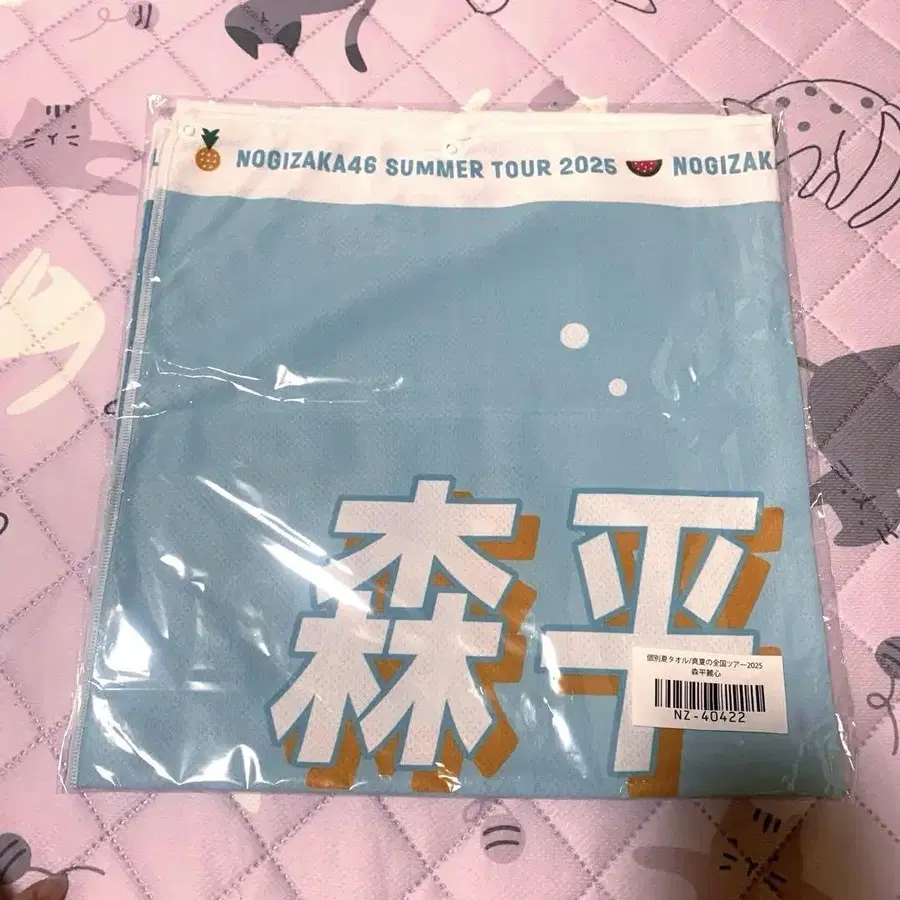 NOGIZAKA46 SUMMER TOUR 2025 NOGIZAK
森平
個別夏タオル/真夏の全国ツアー2025
森平麗心
NZ-40422